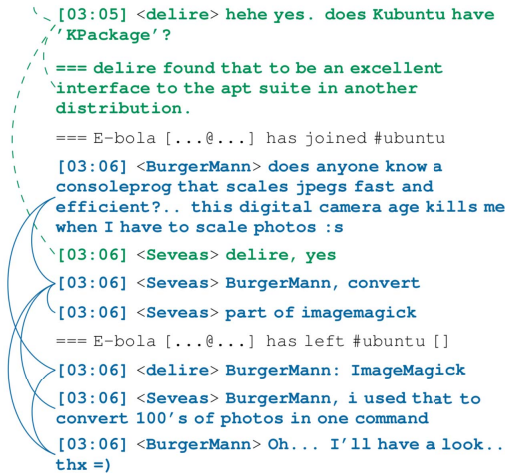 [03:05] <delire> hehe yes. does Kubuntu have
'KPackage'?
=== delire found that to be an excellent
interface to the apt suite in another
distribution.
=== E-bola [...@...] has joined #ubuntu
[03:06] <BurgerMann> does anyone know a
consoleprog that scales jpegs fast and
efficient?.. this digital camera age kills me
when I have to scale photos :s
[03:06] <Seveas> delire, yes
[03:06] <Seveas> BurgerMann, convert
[03:06] <Seveas> part of imagemagick
=== E-bola [...@...] has left #ubuntu []
[03:06] <delire> BurgerMann: ImageMagick
[03:06] <Seveas> BurgerMann, i used that to
convert 100's of photos in one command
[03:06] <BurgerMann> Oh... I'll have a look..
thx =)